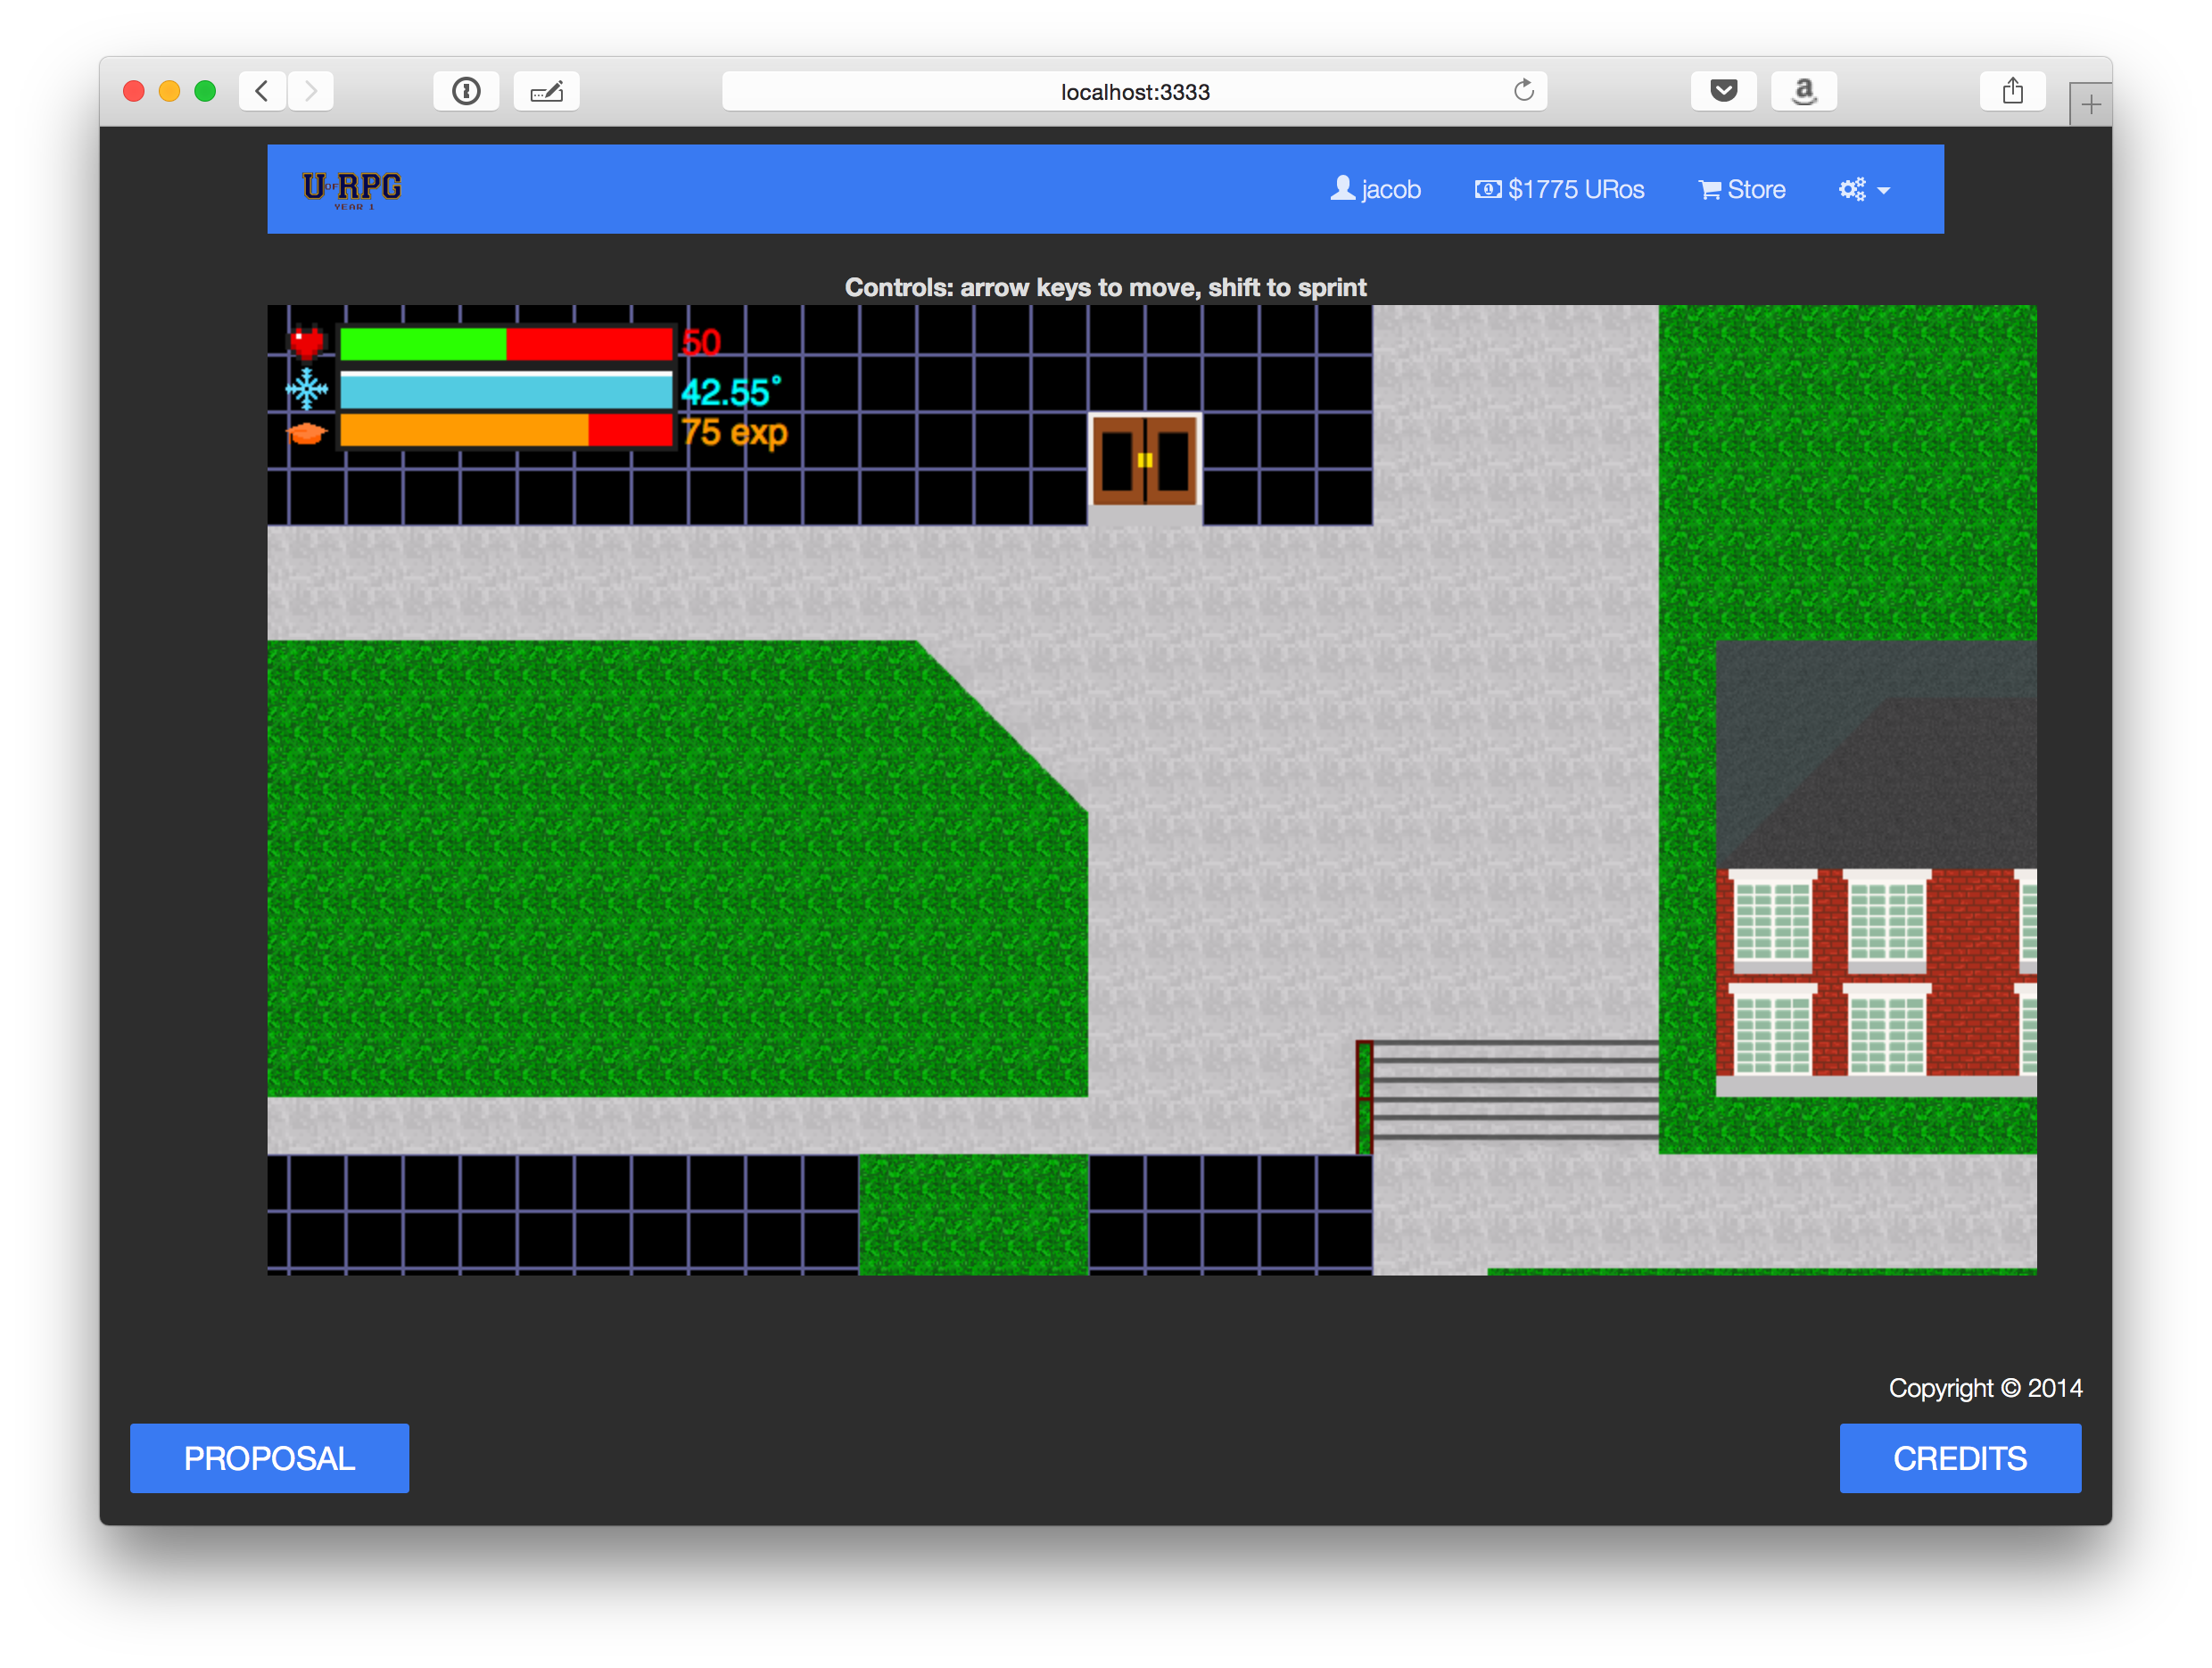 localhost:3333
U OF RPG
YEAR 1
jacob
$1775 URos
Store
Controls: arrow keys to move, shift to sprint
50
42.55°
75 exp
Copyright © 2014
PROPOSAL
CREDITS